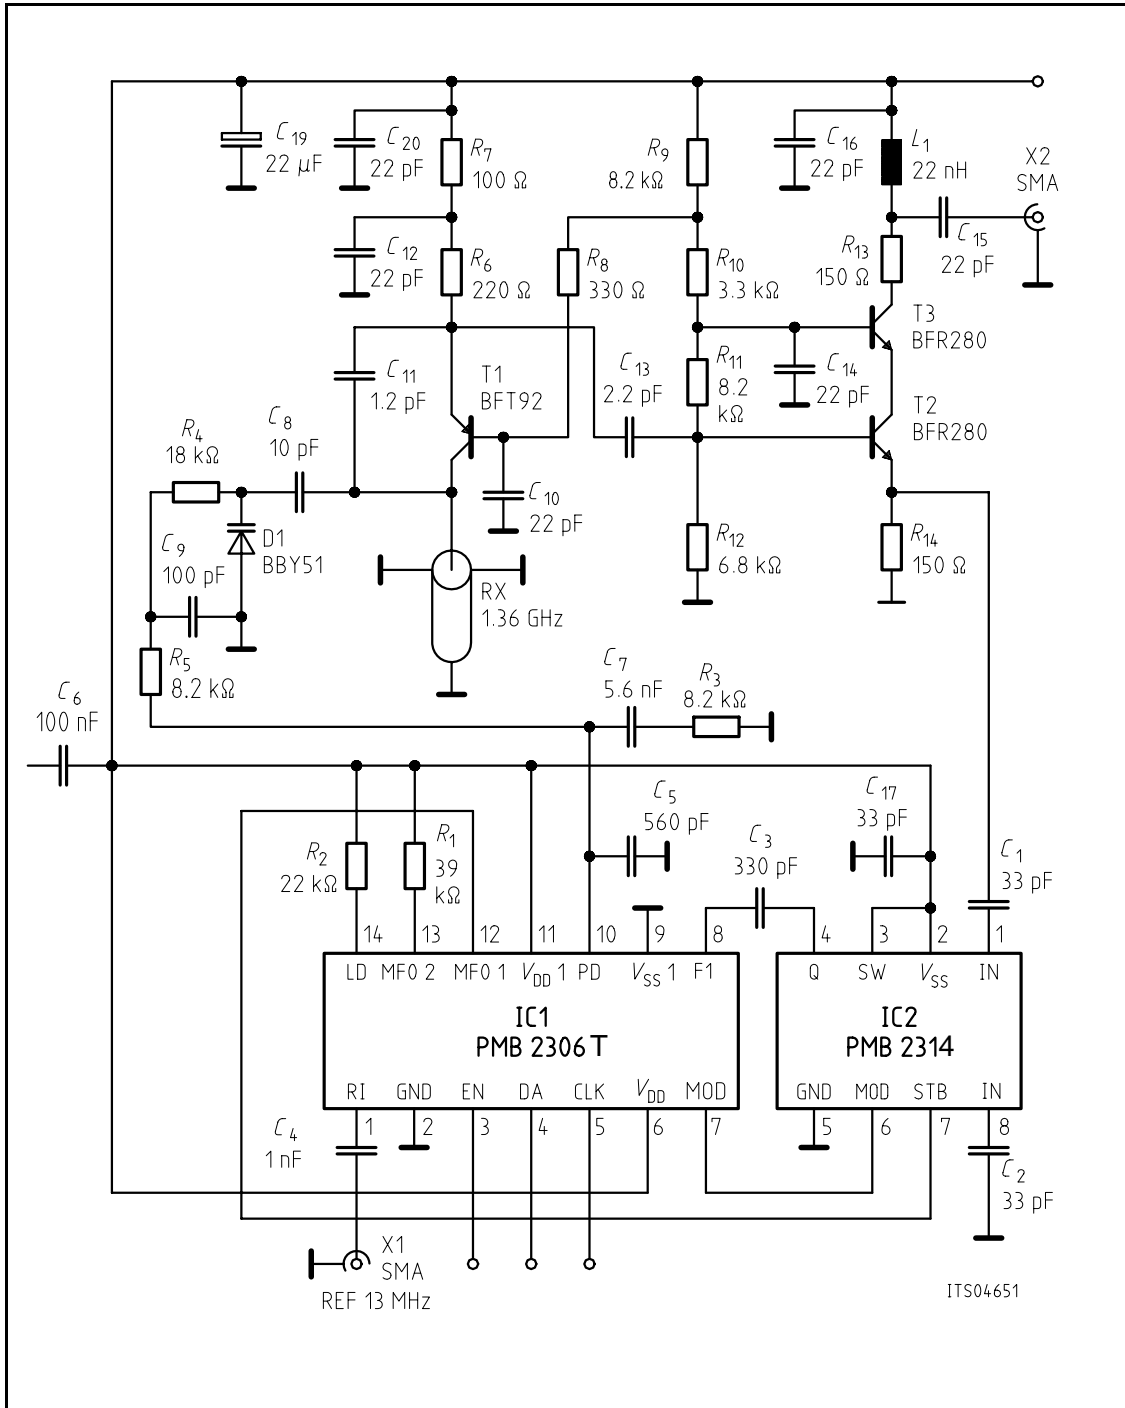 C19
22 µF
C20
22 pF
R7
100 Ω
R9
8.2 kΩ
C16
22 pF
L1
22 nH
X2
SMA
C12
22 pF
R6
220 Ω
R8
330 Ω
R10
3.3 kΩ
R13
150 Ω
C15
22 pF
T3
BFR280
C11
1.2 pF
T1
BFT92
C13
2.2 pF
R11
8.2
kΩ
C14
22 pF
T2
BFR280
R4
18 kΩ
C8
10 pF
C10
22 pF
C9
100 pF
D1
BBY51
RX
1.36 GHz
R12
6.8 kΩ
R14
150 Ω
R5
8.2 kΩ
C6
100 nF
C7
5.6 nF
R3
8.2 kΩ
R2
22 kΩ
R1
39
kΩ
C5
560 pF
C3
330 pF
C17
33 pF
C1
33 pF
14 13 12 11 10 9 8
4 3 2 1
LD MFO 2 MFO 1 VDD 1 PD VSS 1 F1
Q SW VSS IN
IC1
PMB 2306T
IC2
PMB 2314
RI GND EN DA CLK VDD MOD
GND MOD STB IN
1 2 3 4 5 6 7
5 6 7 8
C4
1 nF
C2
33 pF
X1
SMA
REF 13 MHz
ITS04651